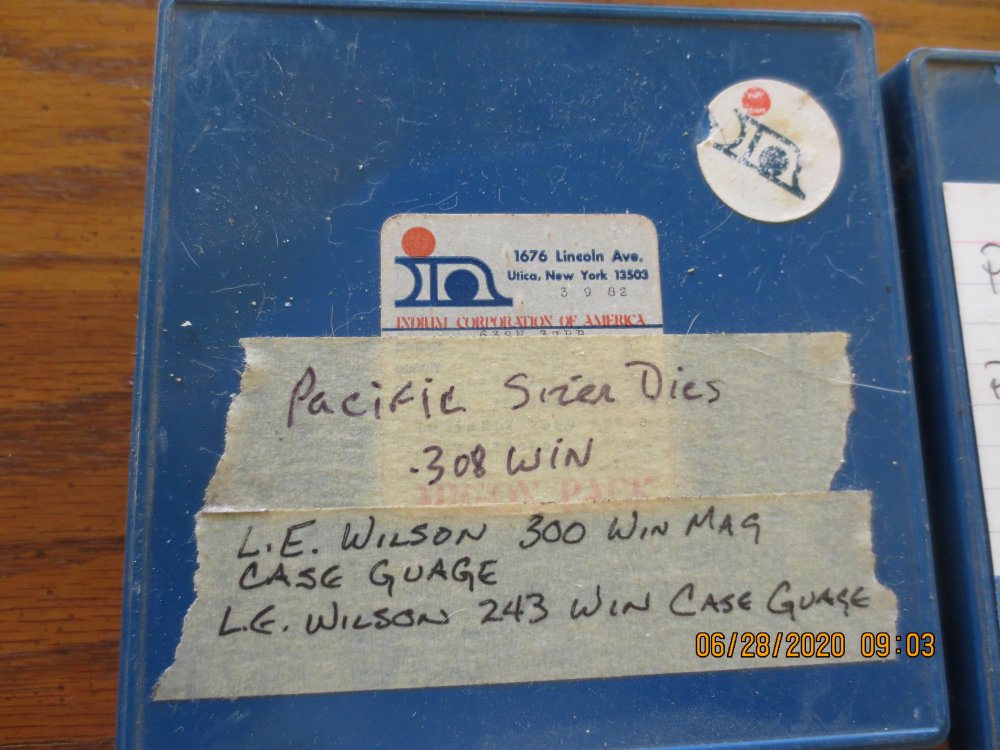 1676 Lincoln Ave.
Utica, New York 13503
3 9 82
INDIUM CORPORATION OF AMERICA
Pacific Sizer Dies
.308 WIN
L.E. WILSON 300 WIN MAG
CASE GUAGE
L.E. WILSON 243 WIN CASE GUAGE
06/28/2020 09:03